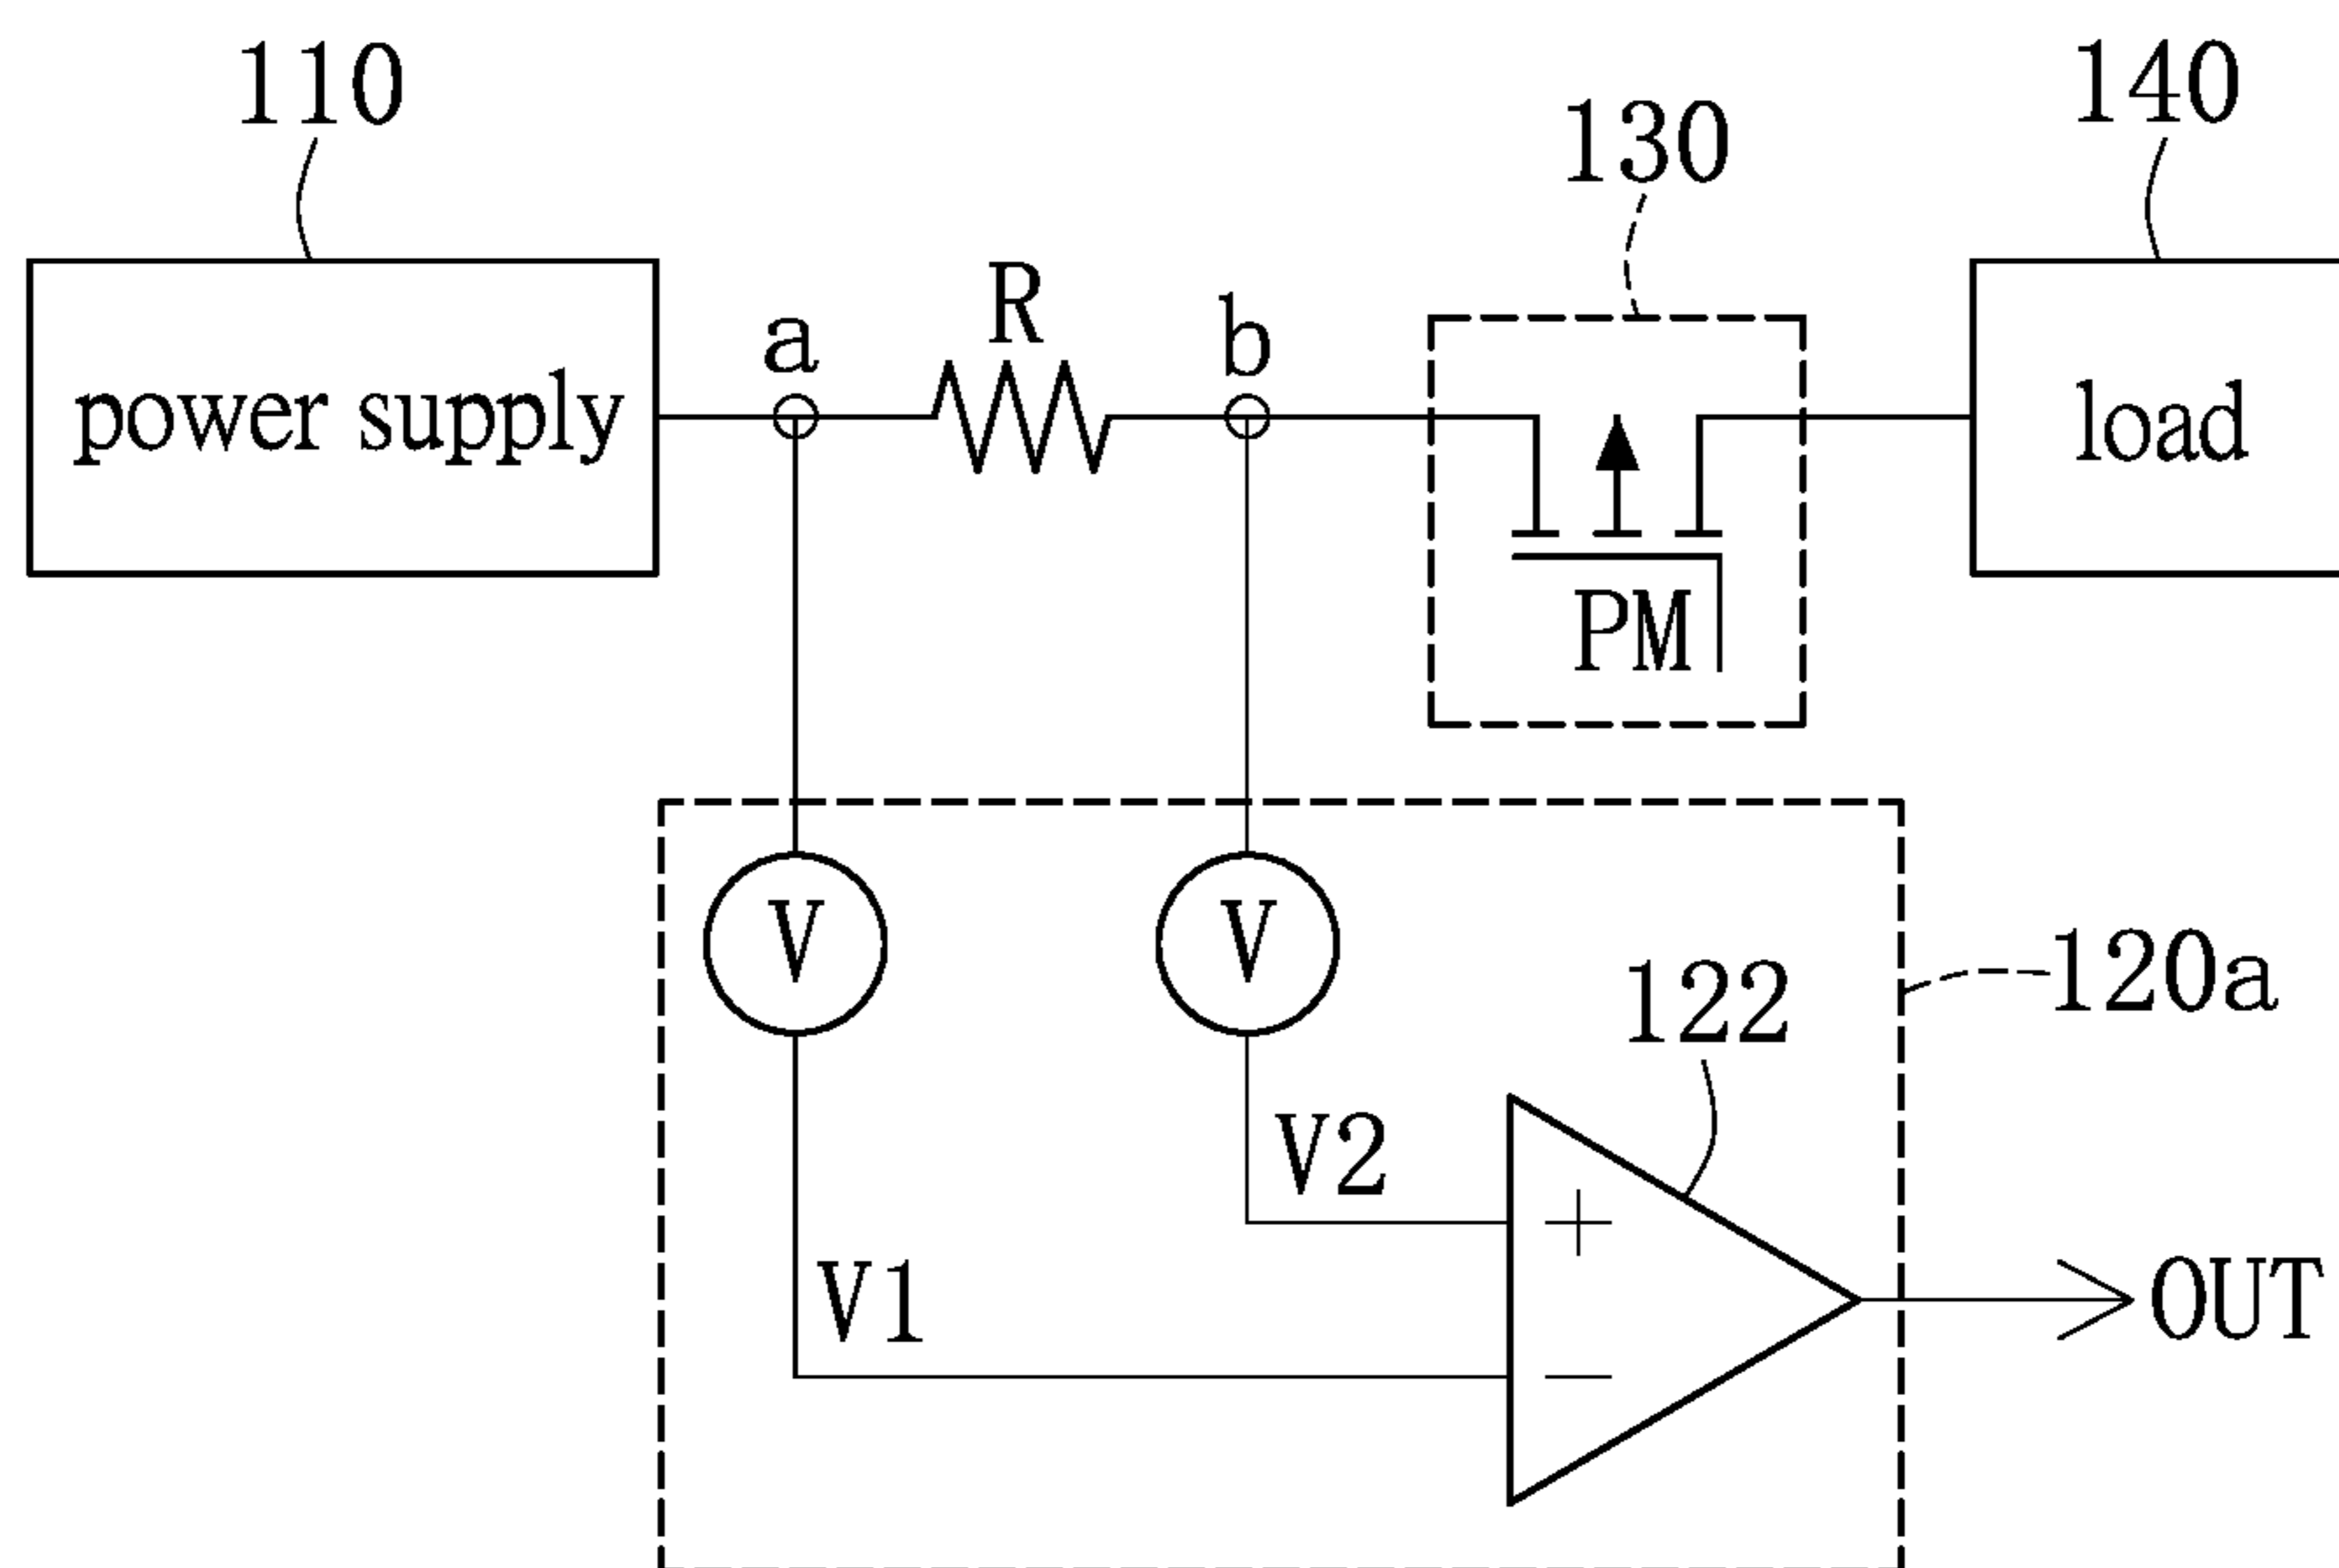 110
140
130
R
a
b
power supply
load
PM
V
V
120a
122
V2
V1
+
−
OUT